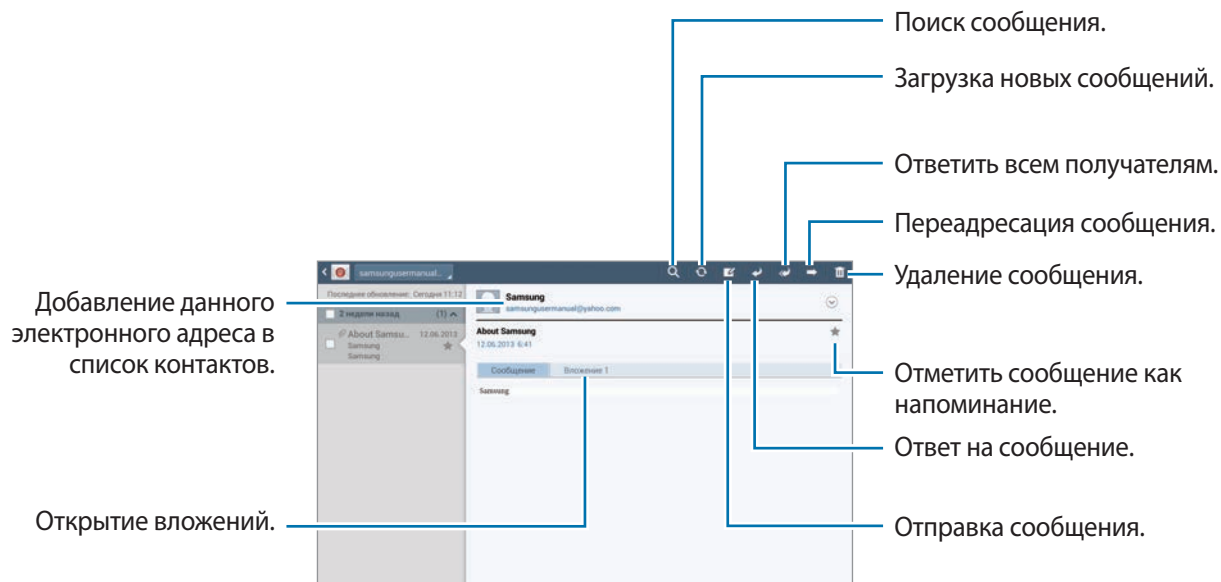 Поиск сообщения.
Загрузка новых сообщений.
Ответить всем получателям.
Переадресация сообщения.
Удаление сообщения.
samsungusermanual...
Последнее обновление: Сегодня 11:12
2 недели назад (1)
About Samsu... 12.06.2013
Samsung
Samsung
Samsung
samsungusermanual@yahoo.com
About Samsung
12.06.2013 6:41
Сообщение Вложение 1
Samsung
Добавление данного
электронного адреса в
список контактов.
Открытие вложений.
Отметить сообщение как
напоминание.
Ответ на сообщение.
Отправка сообщения.